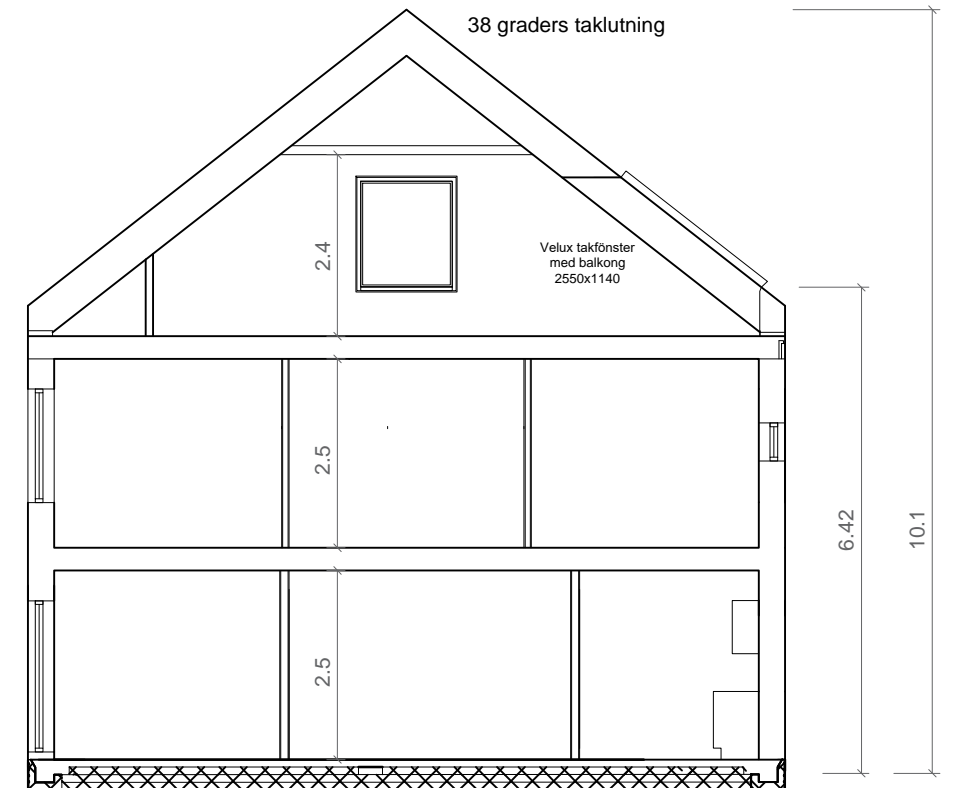 38 graders taklutning
Velux takfönster
med balkong
2550x1140
2.4
2.5
2.5
6.42
10.1